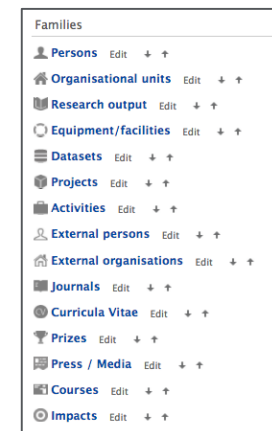 Families
Persons Edit ↓ ↑
Organisational units Edit ↓ ↑
Research output Edit ↓ ↑
Equipment/facilities Edit ↓ ↑
Datasets Edit ↓ ↑
Projects Edit ↓ ↑
Activities Edit ↓ ↑
External persons Edit ↓ ↑
External organisations Edit ↓ ↑
Journals Edit ↓ ↑
Curricula Vitae Edit ↓ ↑
Prizes Edit ↓ ↑
Press / Media Edit ↓ ↑
Courses Edit ↓ ↑
Impacts Edit ↓ ↑